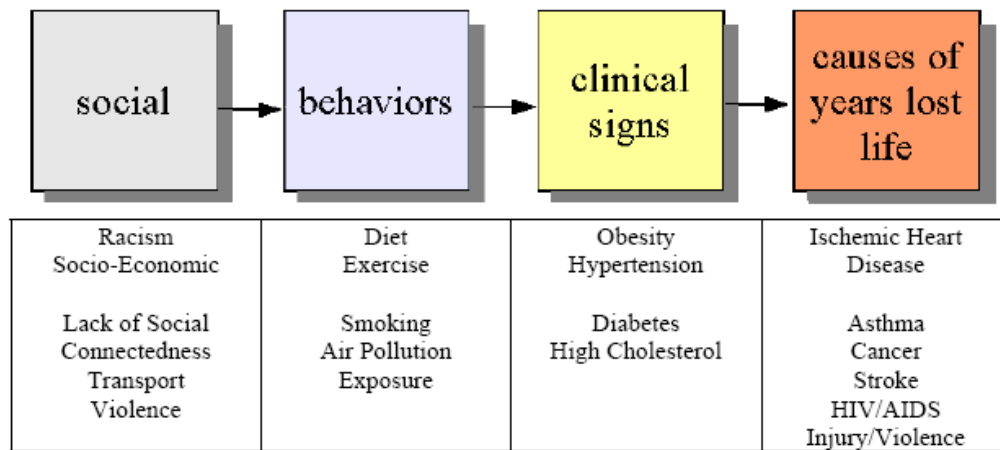 social
behaviors
clinical
signs
causes of
years lost
life
Racism
Socio-Economic
Lack of Social
Connectedness
Transport
Violence
Diet
Exercise
Smoking
Air Pollution
Exposure
Obesity
Hypertension
Diabetes
High Cholesterol
Ischemic Heart
Disease
Asthma
Cancer
Stroke
HIV/AIDS
Injury/Violence